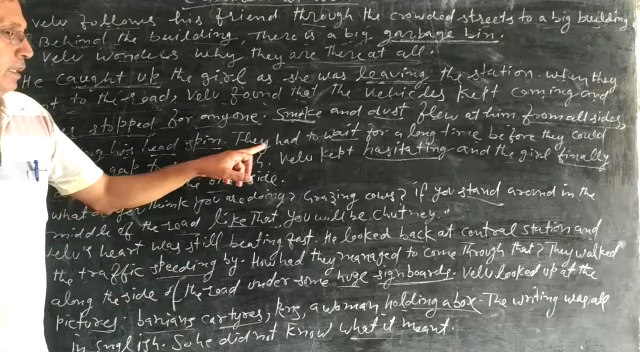 Velu follows his friend through the crowded streets to a big building
Behind the building, There is a big garbage bin.
Velu wonders why they are there at all.
He caught up the girl as she was leaving the station. when they
to the road, Velu found that The vehicles kept coming and
stopped for anyone. Smoke and dust flew at him from all sides,
his head spin. They had to wait for a long time before they could
gap Velu kept hasitating and the girl finally
side.
what do you think you are doing? Grazing cows? if you stand around in the
middle of the road like That. You will be chutney."
Velu's heart was still beating fast. He looked back at central station and
the traffic speeding by. How had they managed to come Through that? They walked
along the side of the road under some huge signboards. Velu looked up at the
pictures: banians, cartyres, a woman holding a box. The writing was all
in English. So he did not know what it meant.